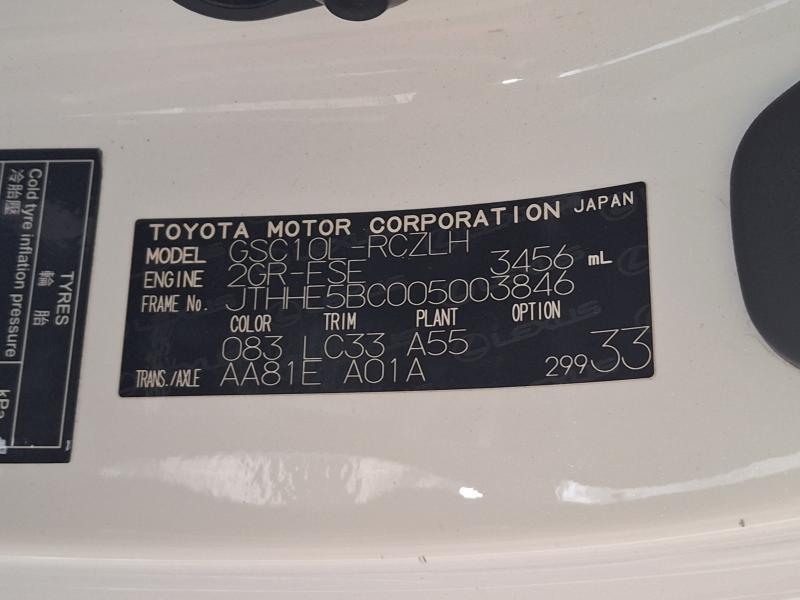 TOYOTA MOTOR CORPORATION JAPAN
MODEL GSC10L-RCZLH
ENGINE 2GR-FSE 3456 mL
FRAME No. JTHHE5BC005003846
COLOR TRIM PLANT OPTION
083 LC33 A55
TRANS./AXLE AA81E A01A 29933
TYRES
輪胎
Cold tyre inflation pressure
冷胎壓
kPa